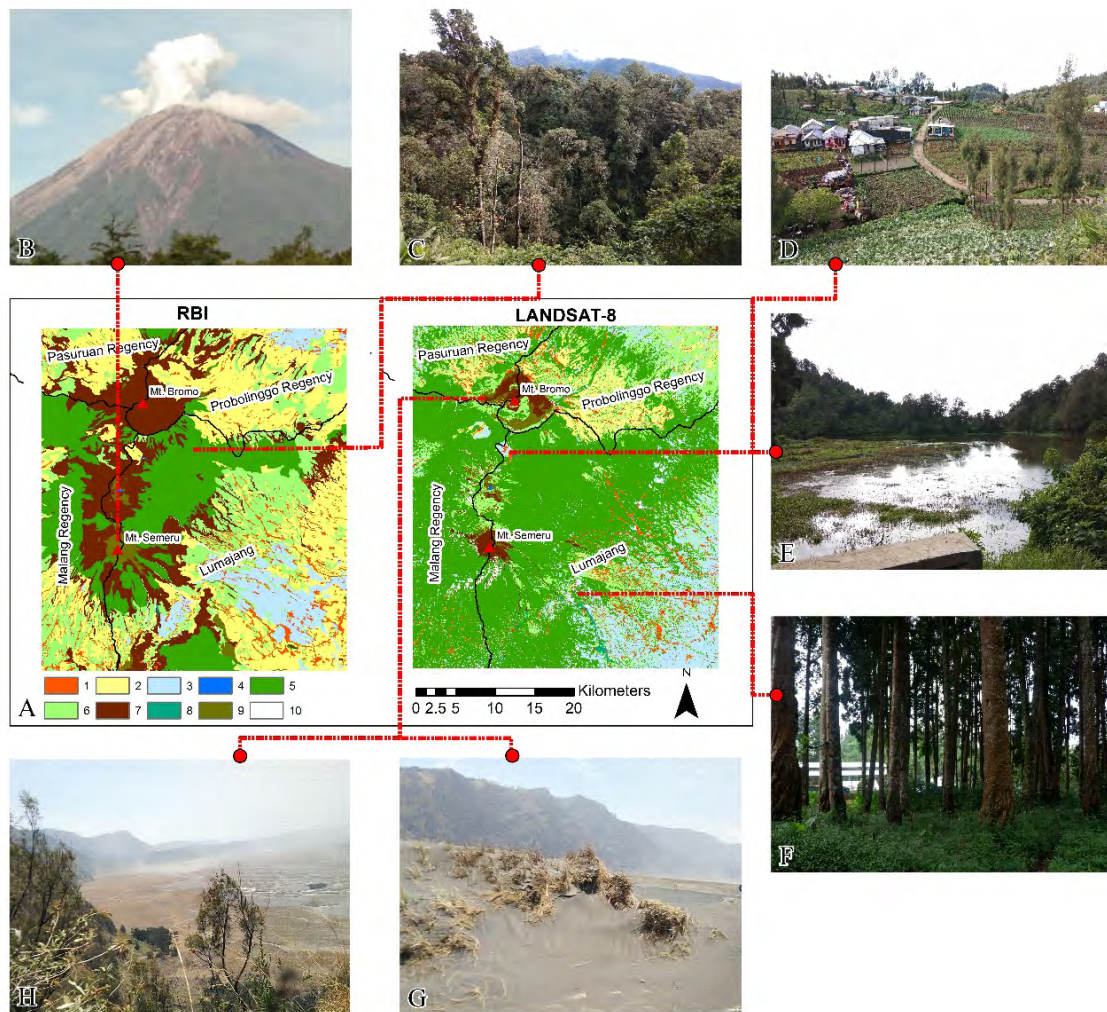 B
C
D
RBI
LANDSAT-8
Pasuruan Regency
Mt. Bromo
Probolinggo Regency
Malang Regency
Mt. Semeru
Lumajang
Pasuruan Regency
Mt. Bromo
Probolinggo Regency
Malang Regency
Mt. Semeru
Lumajang
E
A
1 2 3 4 5
6 7 8 9 10
Kilometers
0 2.5 5 10 15 20
N
F
H
G